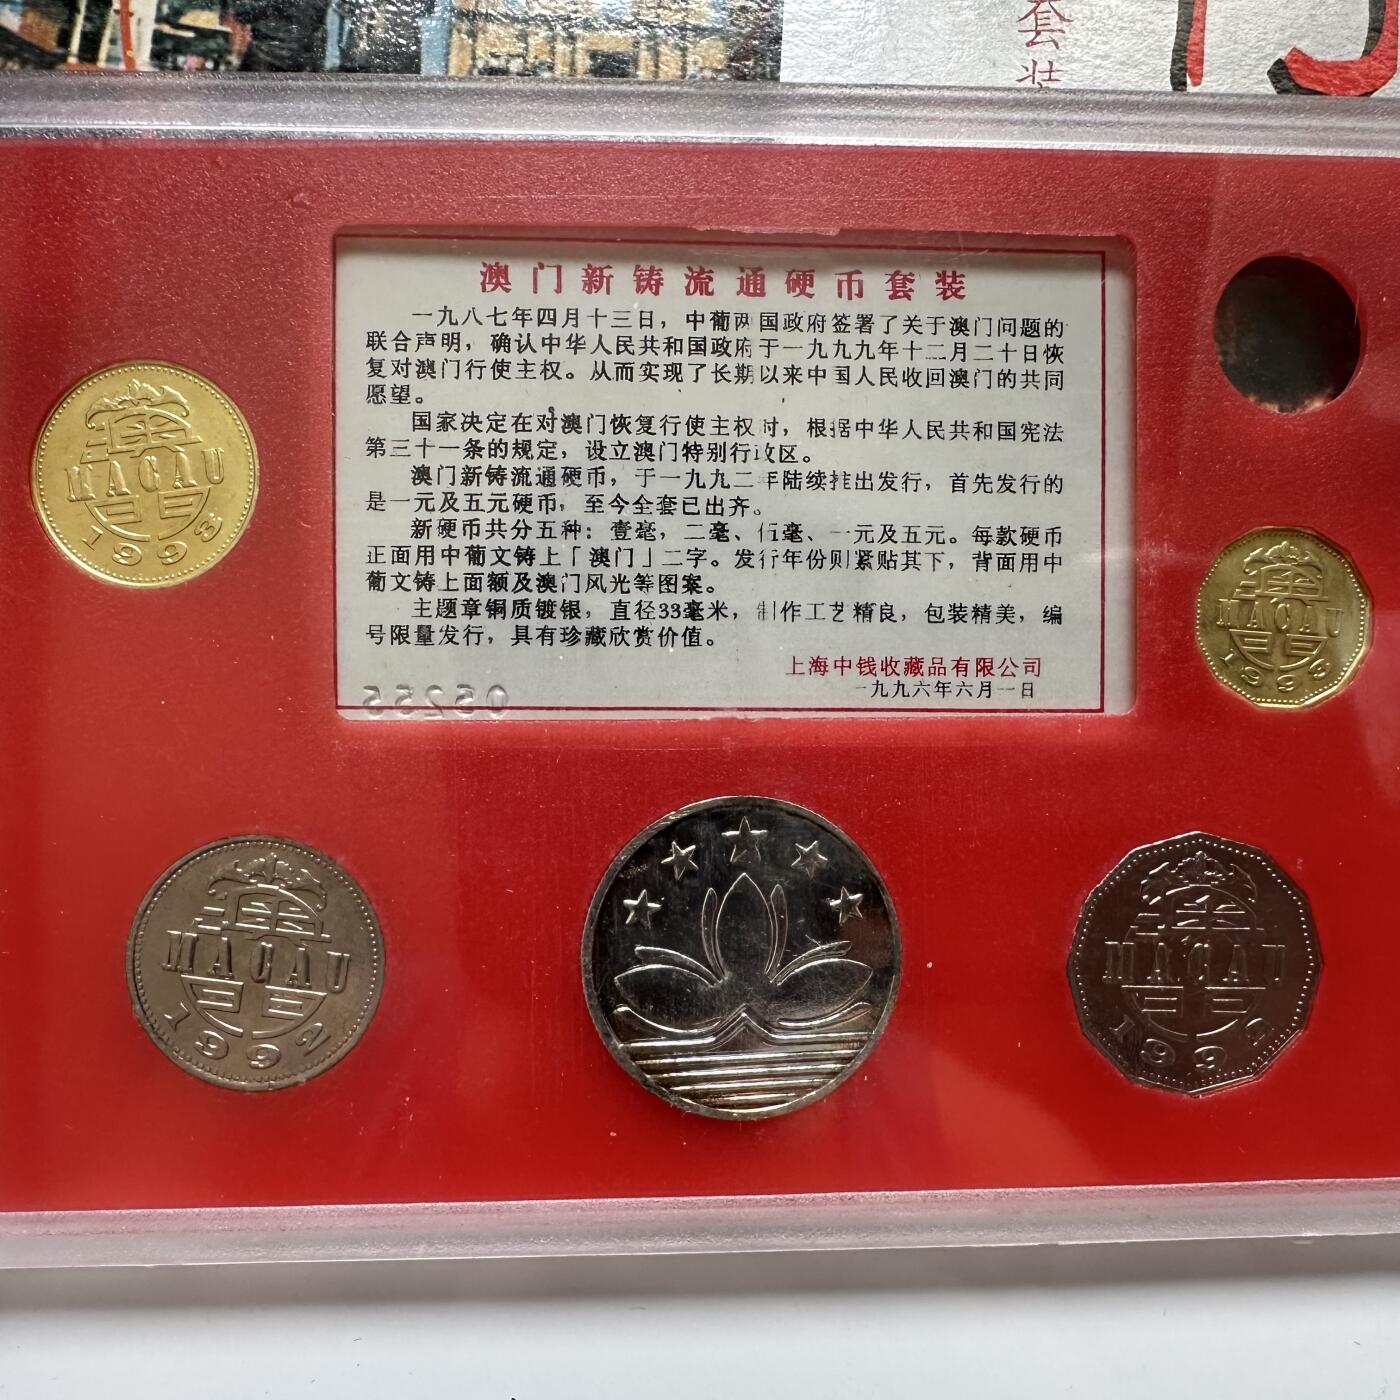 套装
澳门新铸流通硬币套装
一九八七年四月十三日，中葡两国政府签署了关于澳门问题的
联合声明，确认中华人民共和国政府于一九九九年十二月二十日恢
复对澳门行使主权。从而实现了长期以来中国人民收回澳门的共同
愿望。
国家决定在对澳门恢复行使主权时，根据中华人民共和国宪法
第三十一条的规定，设立澳门特别行政区。
澳门新铸流通硬币，于一九九二年陆续推出发行，首先发行的
是一元及五元硬币，至今全套已出齐。
新硬币共分五种：壹毫，二毫、伍毫、一元及五元。每款硬币
正面用中葡文铸上「澳门」二字。发行年份则紧贴其下，背面用中
葡文铸上面额及澳门风光等图案。
主题章铜质镀银，直径33毫米，制作工艺精良，包装精美，编
号限量发行，具有珍藏欣赏价值。
上海中钱收藏品有限公司
一九九六年六月一日
05255
澳門
MACAU
1993
澳門
MACAU
1993
澳門
MACAU
1992
澳門
MACAU
1992